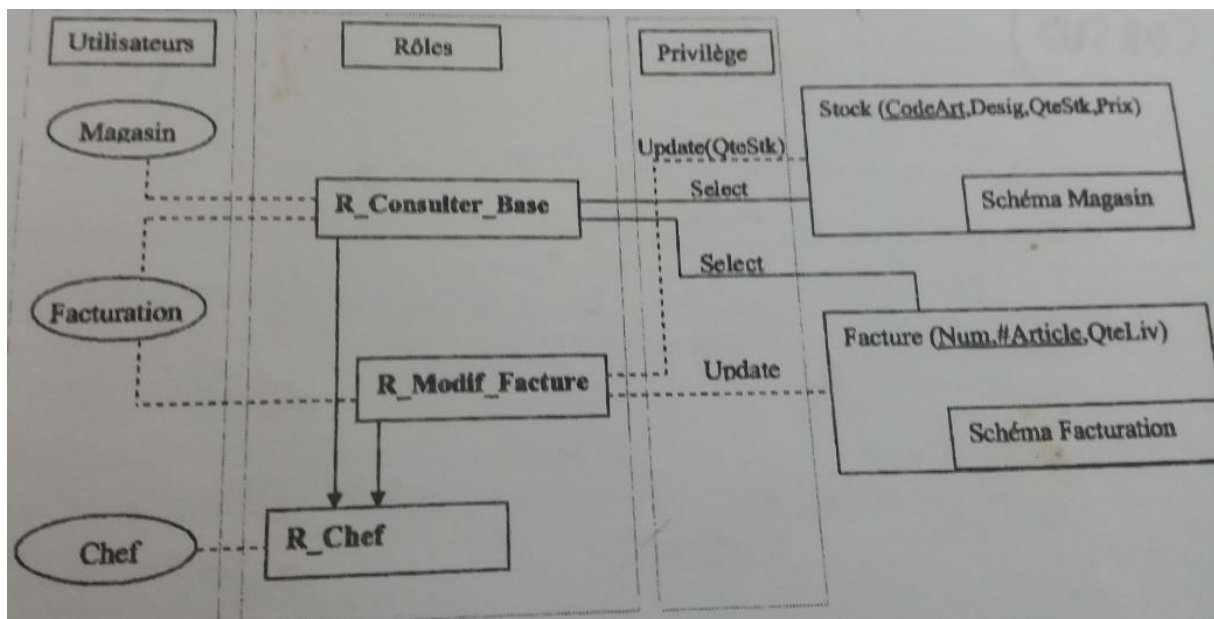 Utilisateurs
Rôles
Privilège
Magasin
Stock (CodeArt,Desig,QteStk,Prix)
Update(QteStk)
Select
R_Consulter_Base
Schéma Magasin
Select
Facturation
Facture (Num,#Article,QteLiv)
Update
R_Modif_Facture
Schéma Facturation
R_Chef
Chef